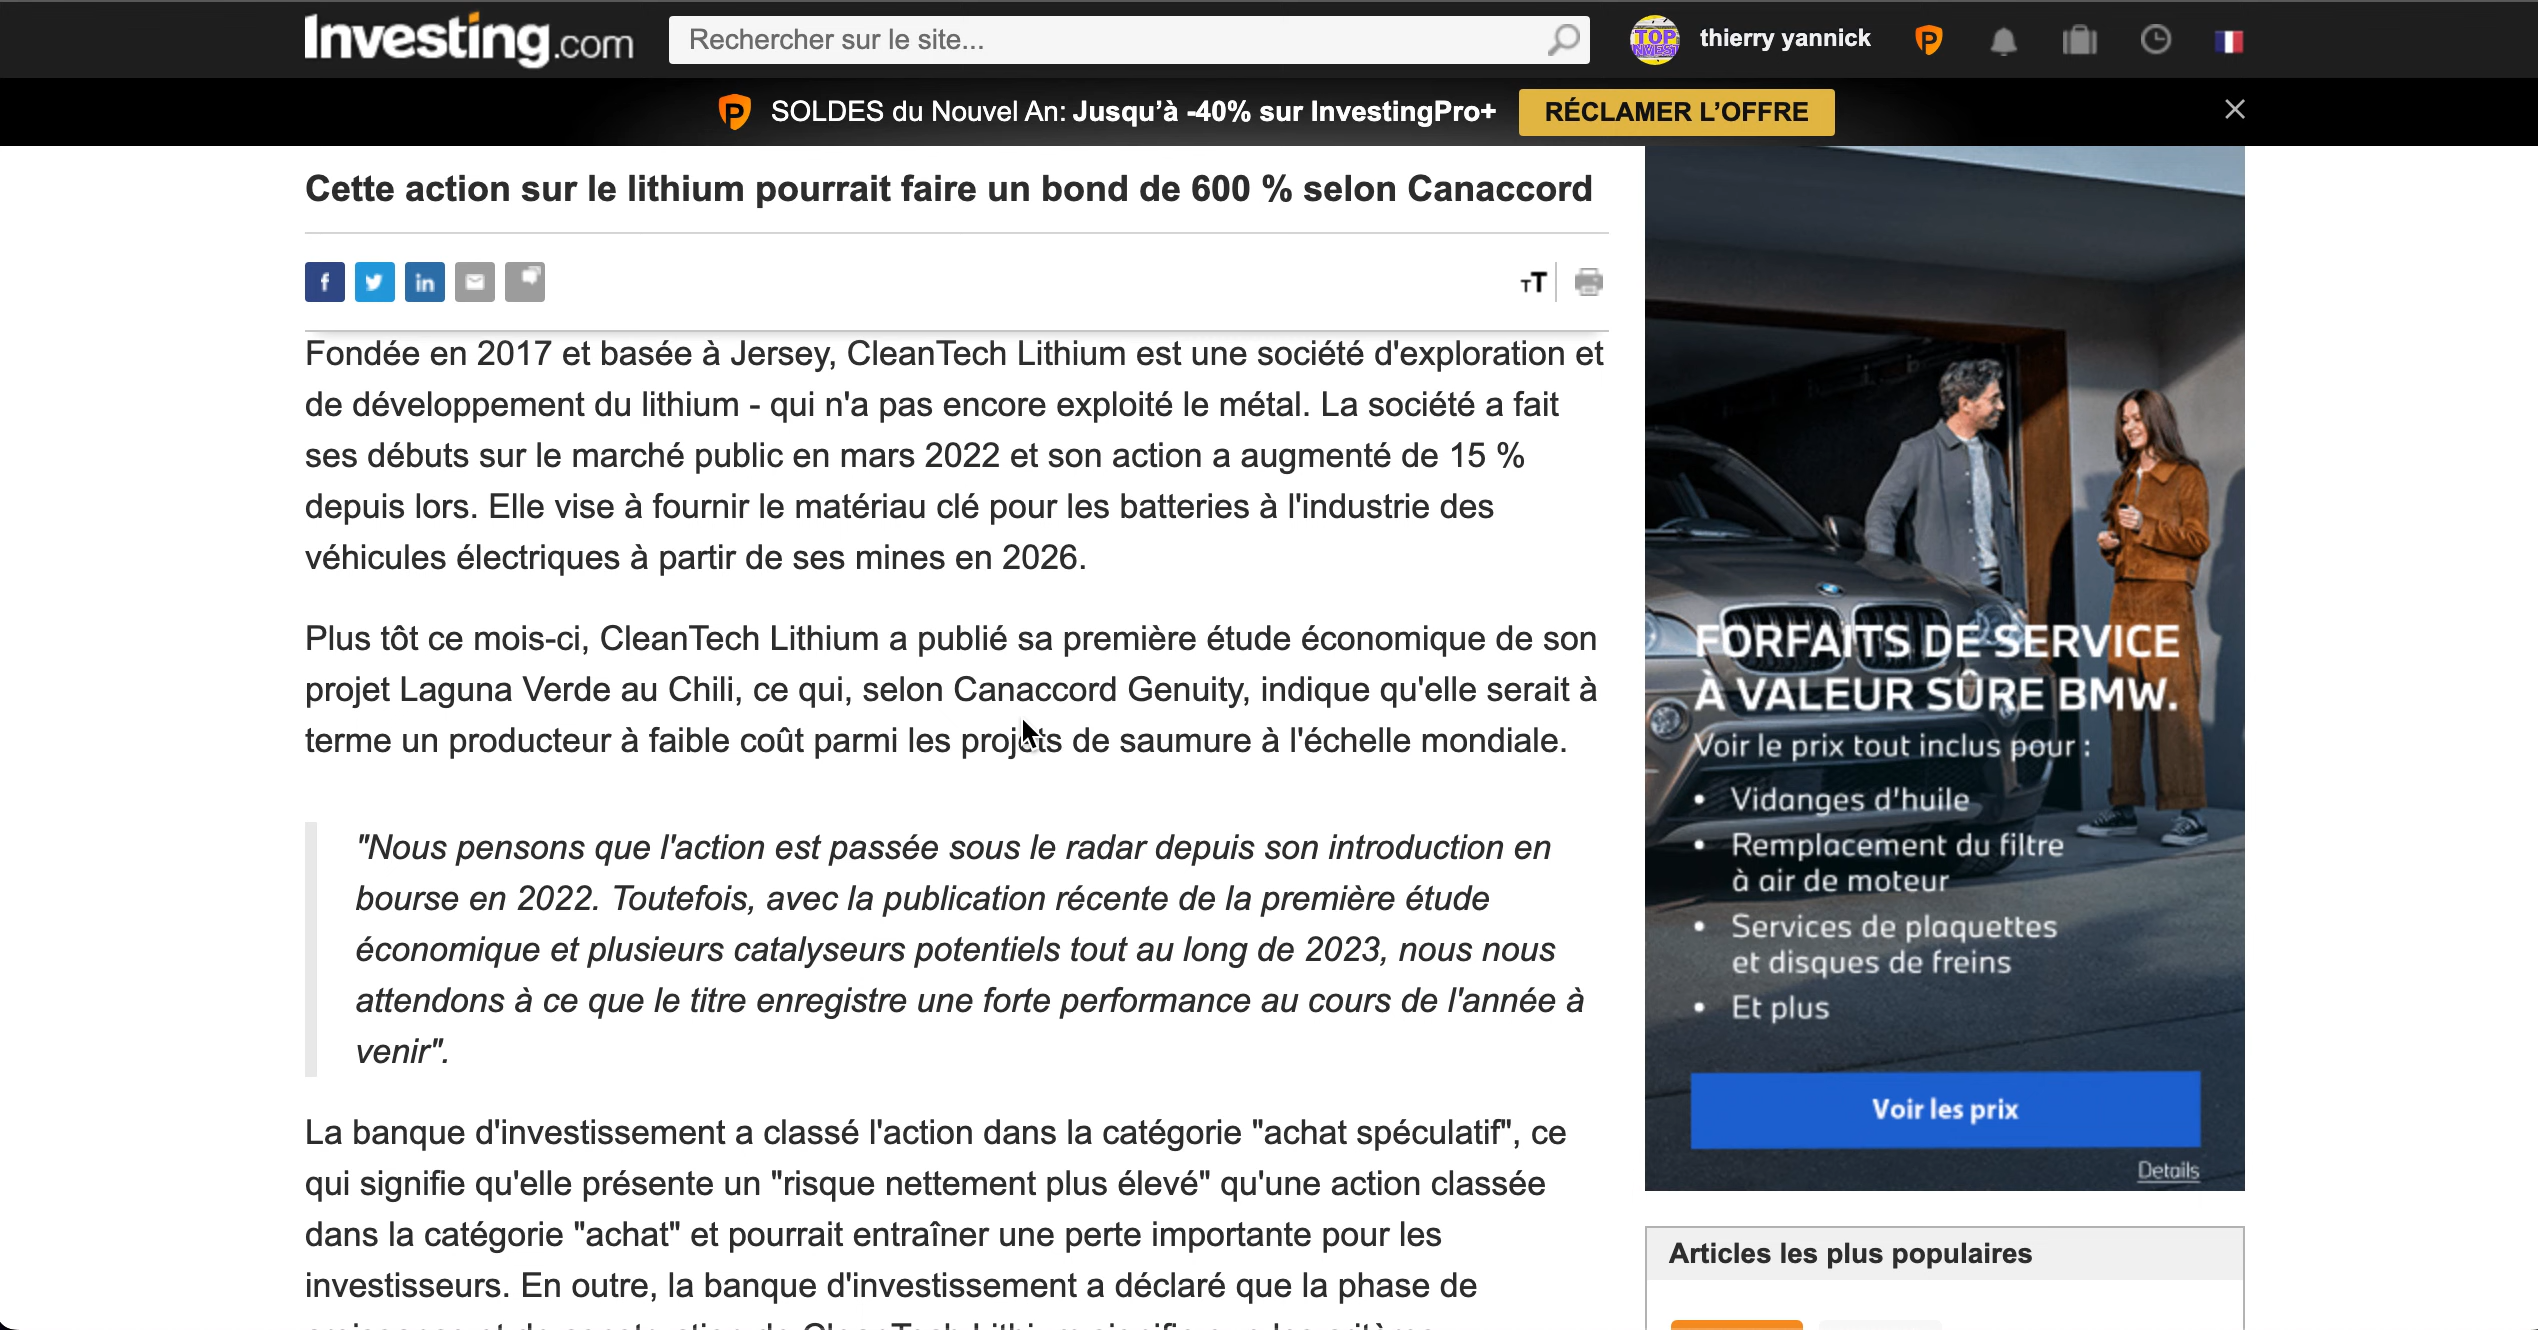 Investing.com
Rechercher sur le site...
TOP
INVEST
thierry yannick
SOLDES du Nouvel An: Jusqu’à -40% sur InvestingPro+
RÉCLAMER L’OFFRE
Cette action sur le lithium pourrait faire un bond de 600 % selon Canaccord
Fondée en 2017 et basée à Jersey, CleanTech Lithium est une société d'exploration et
de développement du lithium - qui n'a pas encore exploité le métal. La société a fait
ses débuts sur le marché public en mars 2022 et son action a augmenté de 15 %
depuis lors. Elle vise à fournir le matériau clé pour les batteries à l'industrie des
véhicules électriques à partir de ses mines en 2026.
Plus tôt ce mois-ci, CleanTech Lithium a publié sa première étude économique de son
projet Laguna Verde au Chili, ce qui, selon Canaccord Genuity, indique qu'elle serait à
terme un producteur à faible coût parmi les projets de saumure à l'échelle mondiale.
"Nous pensons que l'action est passée sous le radar depuis son introduction en
bourse en 2022. Toutefois, avec la publication récente de la première étude
économique et plusieurs catalyseurs potentiels tout au long de 2023, nous nous
attendons à ce que le titre enregistre une forte performance au cours de l'année à
venir".
La banque d'investissement a classé l'action dans la catégorie "achat spéculatif", ce
qui signifie qu'elle présente un "risque nettement plus élevé" qu'une action classée
dans la catégorie "achat" et pourrait entraîner une perte importante pour les
investisseurs. En outre, la banque d'investissement a déclaré que la phase de
FORFAITS DE SERVICE
À VALEUR SÛRE BMW.
Voir le prix tout inclus pour :
• Vidanges d'huile
• Remplacement du filtre
à air de moteur
• Services de plaquettes
et disques de freins
• Et plus
Voir les prix
Details
Articles les plus populaires